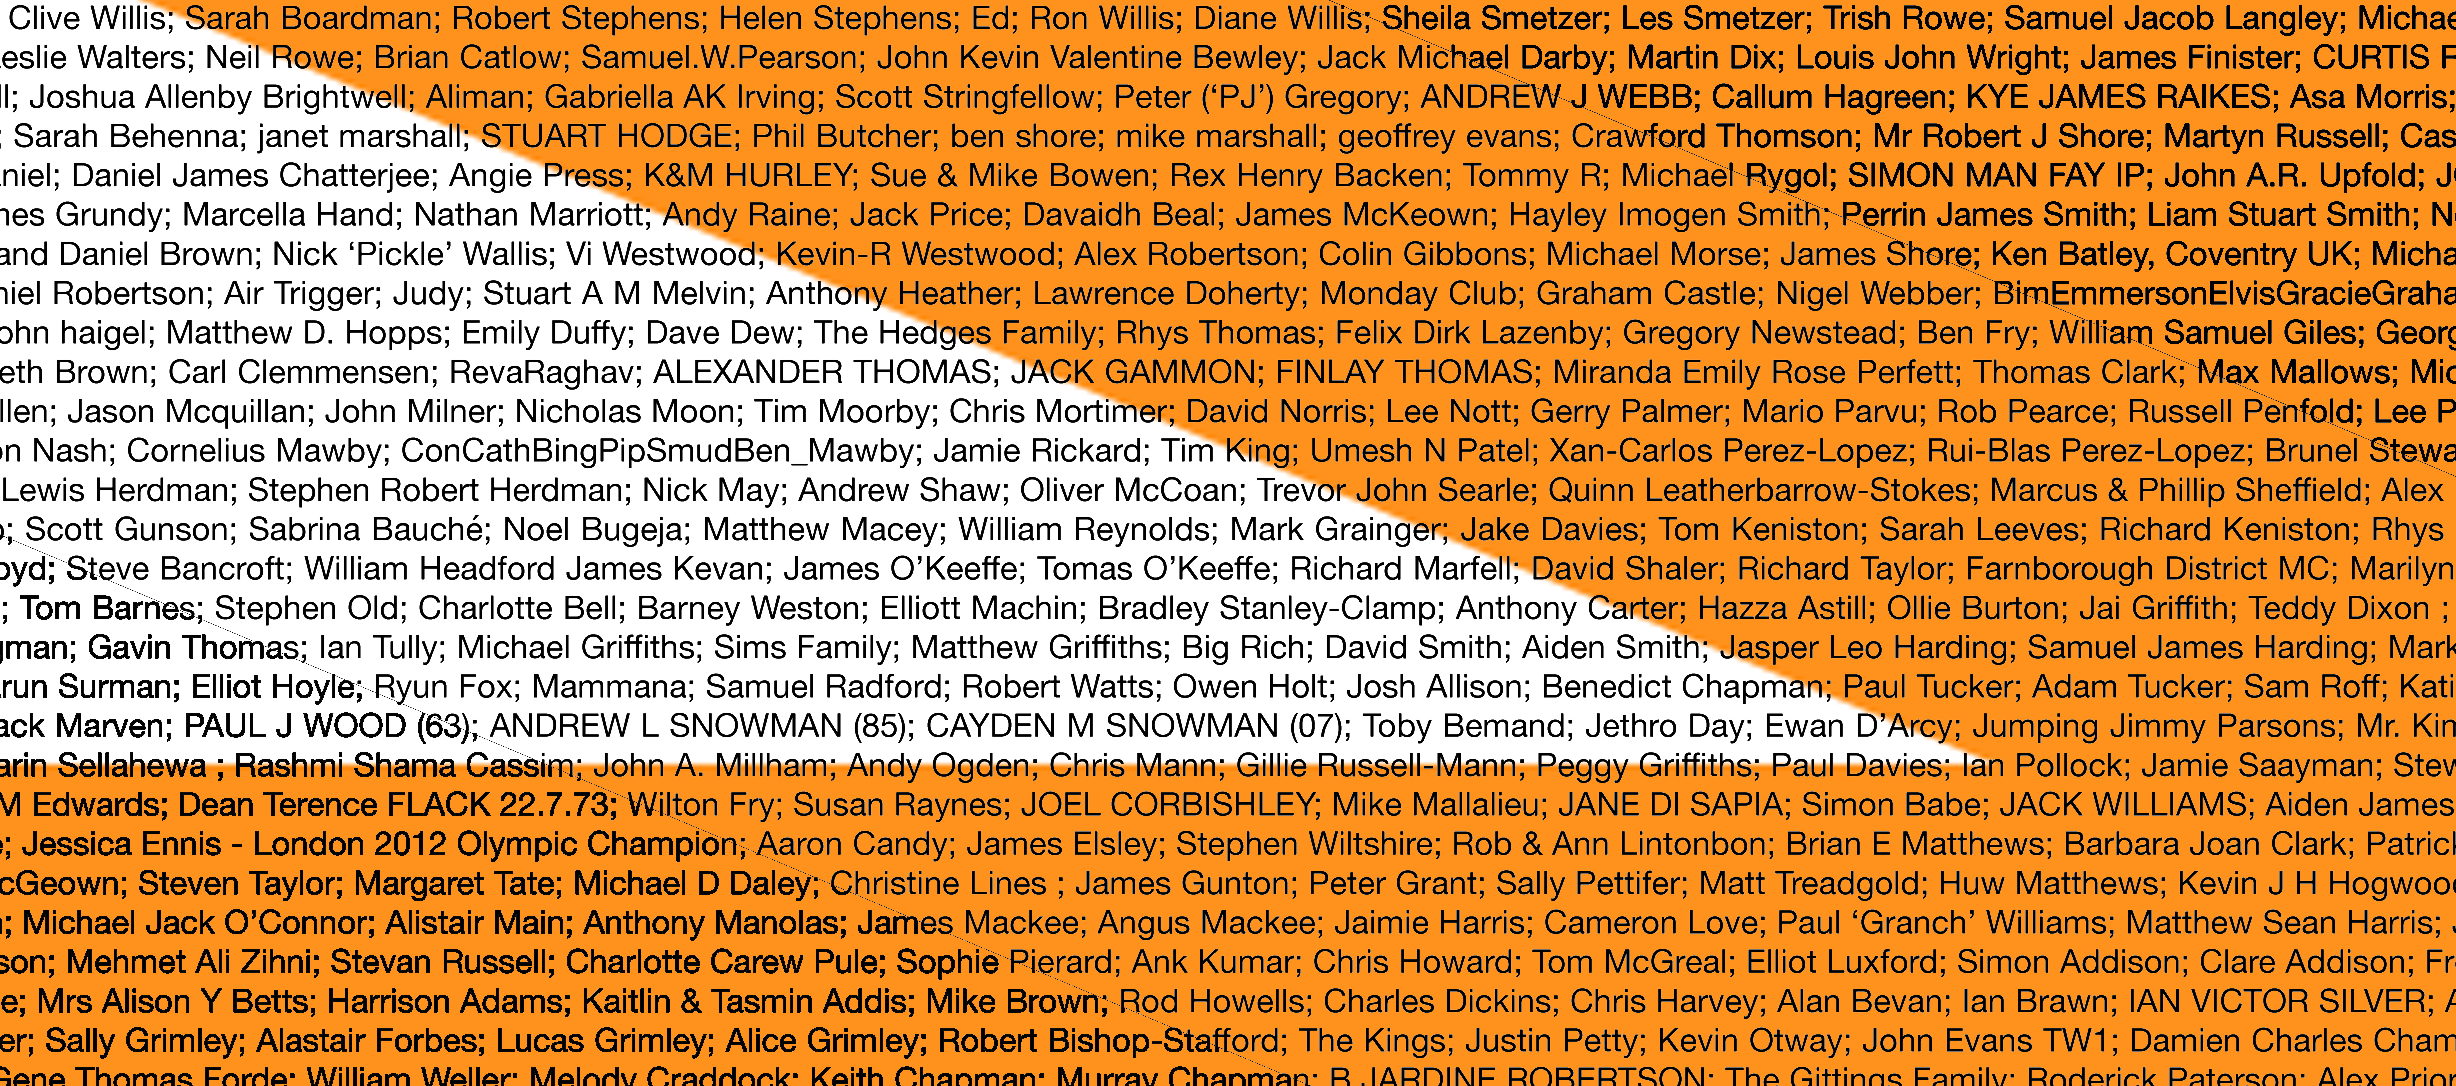 Clive Willis; Sarah Boardman; Robert Stephens; Helen Stephens; Ed; Ron Willis; Diane Willis; Sheila Smetzer; Les Smetzer; Trish Rowe; Samuel Jacob Langley; Michae
eslie Walters; Neil Rowe; Brian Catlow; Samuel.W.Pearson; John Kevin Valentine Bewley; Jack Michael Darby; Martin Dix; Louis John Wright; James Finister; CURTIS
ll; Joshua Allenby Brightwell; Aliman; Gabriella AK Irving; Scott Stringfellow; Peter (‘PJ’) Gregory; ANDREW J WEBB; Callum Hagreen; KYE JAMES RAIKES; Asa Morris;
; Sarah Behenna; janet marshall; STUART HODGE; Phil Butcher; ben shore; mike marshall; geoffrey evans; Crawford Thomson; Mr Robert J Shore; Martyn Russell; Cas
niel; Daniel James Chatterjee; Angie Press; K&M HURLEY; Sue & Mike Bowen; Rex Henry Backen; Tommy R; Michael Rygol; SIMON MAN FAY IP; John A.R. Upfold;
nes Grundy; Marcella Hand; Nathan Marriott; Andy Raine; Jack Price; Davaidh Beal; James McKeown; Hayley Imogen Smith; Perrin James Smith; Liam Stuart Smith;
and Daniel Brown; Nick ‘Pickle’ Wallis; Vi Westwood; Kevin-R Westwood; Alex Robertson; Colin Gibbons; Michael Morse; James Shore; Ken Batley, Coventry UK; Micha
niel Robertson; Air Trigger; Judy; Stuart A M Melvin; Anthony Heather; Lawrence Doherty; Monday Club; Graham Castle; Nigel Webber; BimEmmersonElvisGracieGraha
ohn haigel; Matthew D. Hopps; Emily Duffy; Dave Dew; The Hedges Family; Rhys Thomas; Felix Dirk Lazenby; Gregory Newstead; Ben Fry; William Samuel Giles; Georg
eth Brown; Carl Clemmensen; RevaRaghav; ALEXANDER THOMAS; JACK GAMMON; FINLAY THOMAS; Miranda Emily Rose Perfett; Thomas Clark; Max Mallows; Mic
llen; Jason Mcquillan; John Milner; Nicholas Moon; Tim Moorby; Chris Mortimer; David Norris; Lee Nott; Gerry Palmer; Mario Parvu; Rob Pearce; Russell Penfold; Lee P
on Nash; Cornelius Mawby; ConCathBingPipSmudBen_Mawby; Jamie Rickard; Tim King; Umesh N Patel; Xan-Carlos Perez-Lopez; Rui-Blas Perez-Lopez; Brunel Stewa
Lewis Herdman; Stephen Robert Herdman; Nick May; Andrew Shaw; Oliver McCoan; Trevor John Searle; Quinn Leatherbarrow-Stokes; Marcus & Phillip Sheffield; Alex
; Scott Gunson; Sabrina Bauché; Noel Bugeja; Matthew Macey; William Reynolds; Mark Grainger; Jake Davies; Tom Keniston; Sarah Leeves; Richard Keniston; Rhys
oyd; Steve Bancroft; William Headford James Kevan; James O’Keeffe; Tomas O’Keeffe; Richard Marfell; David Shaler; Richard Taylor; Farnborough District MC; Marilyn
; Tom Barnes; Stephen Old; Charlotte Bell; Barney Weston; Elliott Machin; Bradley Stanley-Clamp; Anthony Carter; Hazza Astill; Ollie Burton; Jai Griffith; Teddy Dixon ;
gman; Gavin Thomas; Ian Tully; Michael Griffiths; Sims Family; Matthew Griffiths; Big Rich; David Smith; Aiden Smith; Jasper Leo Harding; Samuel James Harding; Mark
run Surman; Elliot Hoyle; Ryun Fox; Mammana; Samuel Radford; Robert Watts; Owen Holt; Josh Allison; Benedict Chapman; Paul Tucker; Adam Tucker; Sam Roff; Kati
ack Marven; PAUL J WOOD (63); ANDREW L SNOWMAN (85); CAYDEN M SNOWMAN (07); Toby Bemand; Jethro Day; Ewan D’Arcy; Jumping Jimmy Parsons; Mr. Kin
arin Sellahewa ; Rashmi Shama Cassim; John A. Millham; Andy Ogden; Chris Mann; Gillie Russell-Mann; Peggy Griffiths; Paul Davies; Ian Pollock; Jamie Saayman; Stew
M Edwards; Dean Terence FLACK 22.7.73; Wilton Fry; Susan Raynes; JOEL CORBISHLEY; Mike Mallalieu; JANE DI SAPIA; Simon Babe; JACK WILLIAMS; Aiden James
; Jessica Ennis - London 2012 Olympic Champion; Aaron Candy; James Elsley; Stephen Wiltshire; Rob & Ann Lintonbon; Brian E Matthews; Barbara Joan Clark; Patrick
cGeown; Steven Taylor; Margaret Tate; Michael D Daley; Christine Lines ; James Gunton; Peter Grant; Sally Pettifer; Matt Treadgold; Huw Matthews; Kevin J H Hogwood
; Michael Jack O’Connor; Alistair Main; Anthony Manolas; James Mackee; Angus Mackee; Jaimie Harris; Cameron Love; Paul ‘Granch’ Williams; Matthew Sean Harris;
son; Mehmet Ali Zihni; Stevan Russell; Charlotte Carew Pule; Sophie Pierard; Ank Kumar; Chris Howard; Tom McGreal; Elliot Luxford; Simon Addison; Clare Addison; Fr
e; Mrs Alison Y Betts; Harrison Adams; Kaitlin & Tasmin Addis; Mike Brown; Rod Howells; Charles Dickins; Chris Harvey; Alan Bevan; Ian Brawn; IAN VICTOR SILVER;
er; Sally Grimley; Alastair Forbes; Lucas Grimley; Alice Grimley; Robert Bishop-Stafford; The Kings; Justin Petty; Kevin Otway; John Evans TW1; Damien Charles Cham
Gene Thomas Forde; William Weller; Melody Craddock; Keith Chapman; Murray Chapman; B JARDINE ROBERTSON; The Gittings Family; Roderick Paterson; Alex Prior